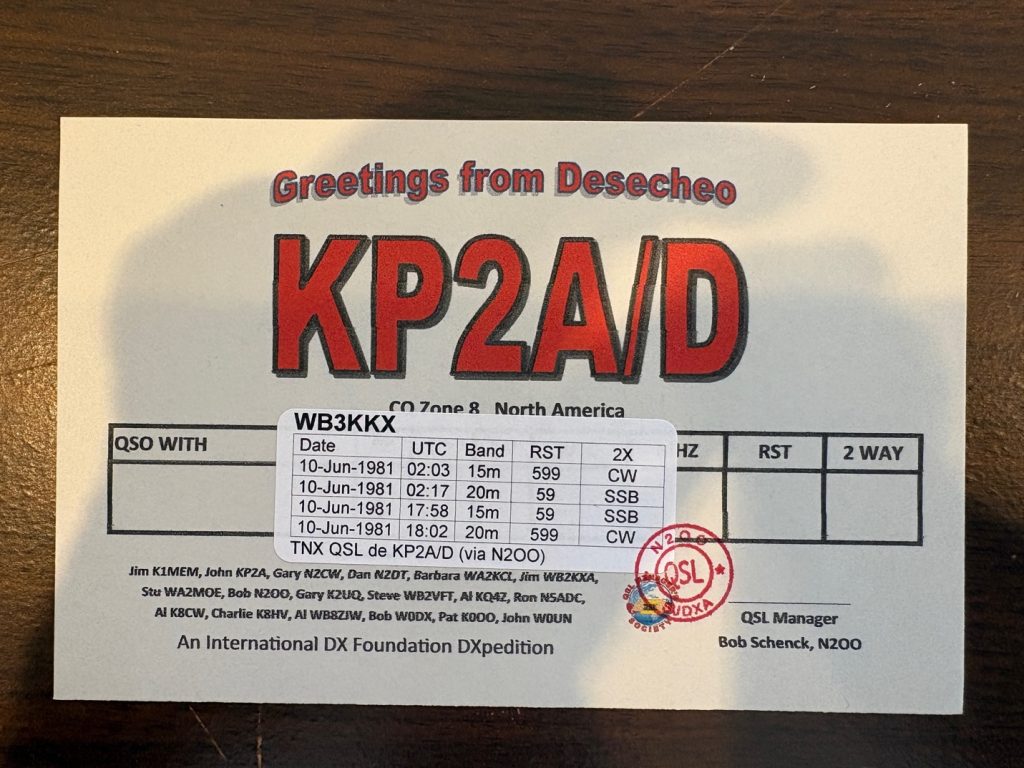 Greetings from Desecheo
KP2A/D
CQ Zone 8 North America
QSO WITH HZ RST 2 WAY
WB3KKX
Date UTC Band RST 2X
10-Jun-1981 02:03 15m 599 CW
10-Jun-1981 02:17 20m 59 SSB
10-Jun-1981 17:58 15m 59 SSB
10-Jun-1981 18:02 20m 599 CW
TNX QSL de KP2A/D (via N2OO)
Jim K1MEM, John KP2A, Gary N2CW, Dan N2DT, Barbara WA2KCL, Jim WB2KXA,
Stu WA2MOE, Bob N2OO, Gary K2UQ, Steve WB2VFT, Al KQ4Z, Ron N5ADC,
Al K8CW, Charlie K8HV, Al WB8ZJW, Bob W0DX, Pat K0OO, John W0UN
An International DX Foundation DXpedition
N2OO
QSL
SJDXA
SOCIETY
QSL Manager
Bob Schenck, N2OO